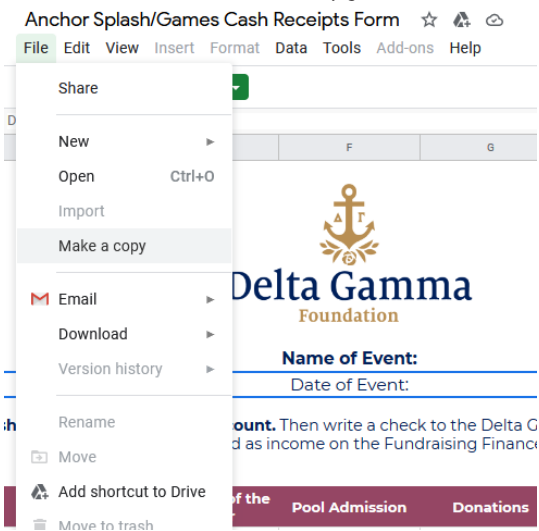 Anchor Splash/Games Cash Receipts Form
File Edit View Insert Format Data Tools Add-ons Help
Share
D
New
F G
Open Ctrl+O
Import
Make a copy
Α Γ
Email
Delta Gamma
Download
Foundation
Version history
Name of Event:
Date of Event:
Rename
sh ount. Then write a check to the Delta G
Move
d as income on the Fundraising Finance
Add shortcut to Drive
of the Pool Admission Donations
Move to trash